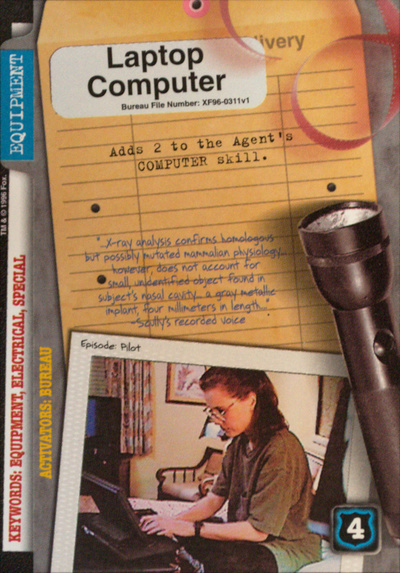 livery
Laptop
Computer
Bureau File Number: XF96-0311v1
EQUIPMENT
Adds 2 to the Agent's
COMPUTER skill.
TM & © 1996 Fox.
"...X-ray analysis confirms homologous
but possibly mutated mammalian physiology...
however, does not account for
small, unidentified object found in
subject's nasal cavity... a gray metallic
implant, four millimeters in length..."
-Scully's recorded voice
KEYWORDS: EQUIPMENT, ELECTRICAL, SPECIAL
ACTIVATORS: BUREAU
Episode: Pilot
4